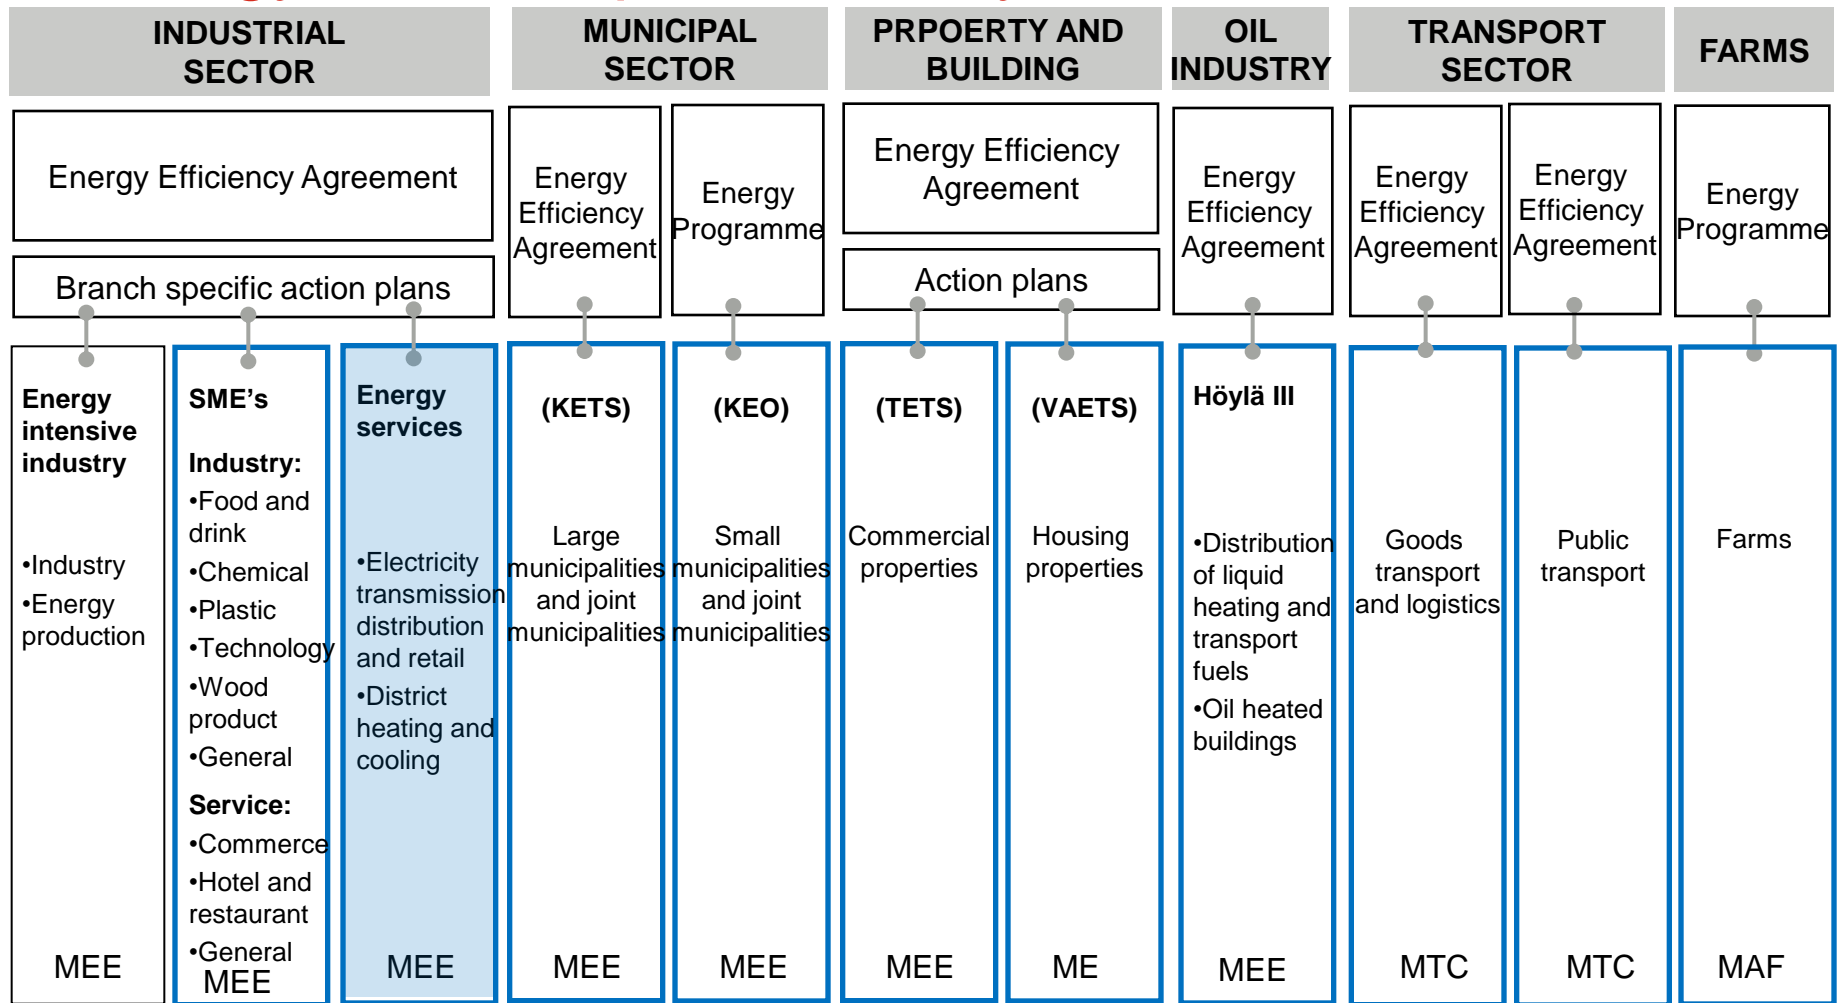 INDUSTRIAL
SECTOR
MUNICIPAL
SECTOR
PRPOERTY AND
BUILDING
OIL
INDUSTRY
TRANSPORT
SECTOR
FARMS
Energy Efficiency Agreement
Branch specific action plans
Energy
Efficiency
Agreement
Energy
Programme
Energy Efficiency
Agreement
Action plans
Energy
Efficiency
Agreement
Energy
Efficiency
Agreement
Energy
Efficiency
Agreement
Energy
Programme
Energy
intensive
industry
•Industry
•Energy
production
MEE
SME’s
Industry:
•Food and
drink
•Chemical
•Plastic
•Technology
•Wood
product
•General
Service:
•Commerce
•Hotel and
restaurant
•General
MEE
Energy
services
•Electricity
transmission
distribution
and retail
•District
heating and
cooling
MEE
(KETS)
Large
municipalities
and joint
municipalities
MEE
(KEO)
Small
municipalities
and joint
municipalities
MEE
(TETS)
Commercial
properties
MEE
(VAETS)
Housing
properties
ME
Höylä III
•Distribution
of liquid
heating and
transport
fuels
•Oil heated
buildings
MEE
Goods
transport
and logistics
MTC
Public
transport
MTC
Farms
MAF